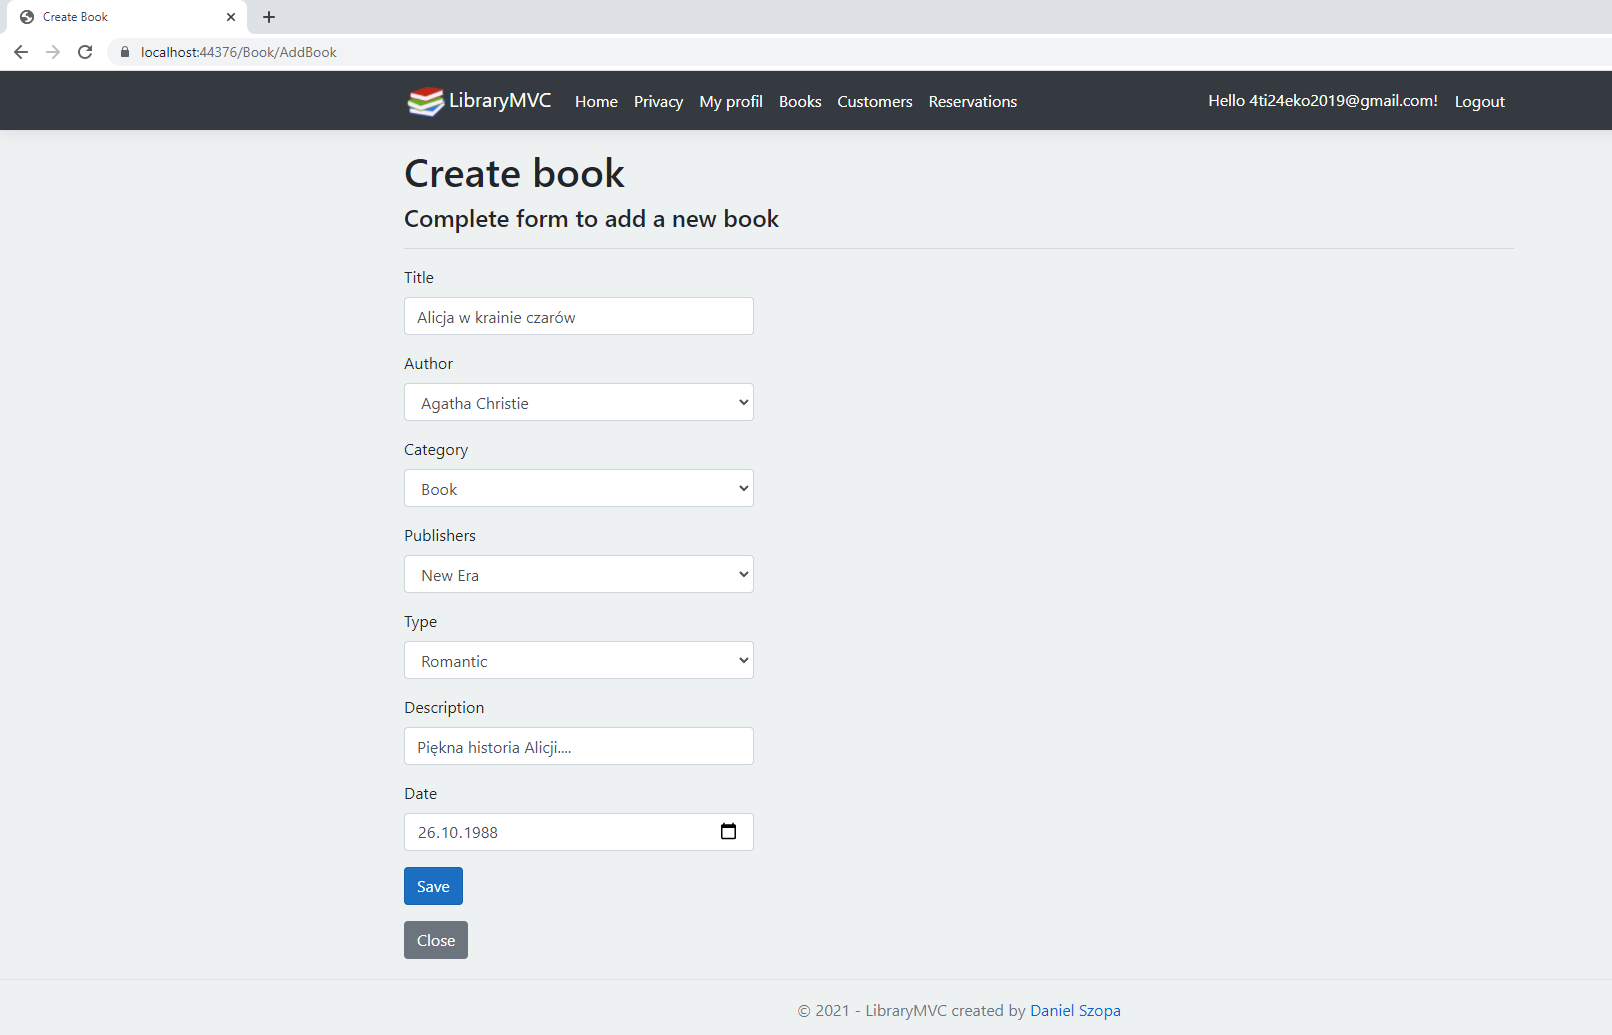 Create Book
localhost:44376/Book/AddBook
LibraryMVC Home Privacy My profil Books Customers Reservations Hello 4ti24eko2019@gmail.com! Logout
Create book
Complete form to add a new book
Title
Alicja w krainie czarów
Author
Agatha Christie
Category
Book
Publishers
New Era
Type
Romantic
Description
Piękna historia Alicji....
Date
26.10.1988
Save
Close
© 2021 - LibraryMVC created by Daniel Szopa